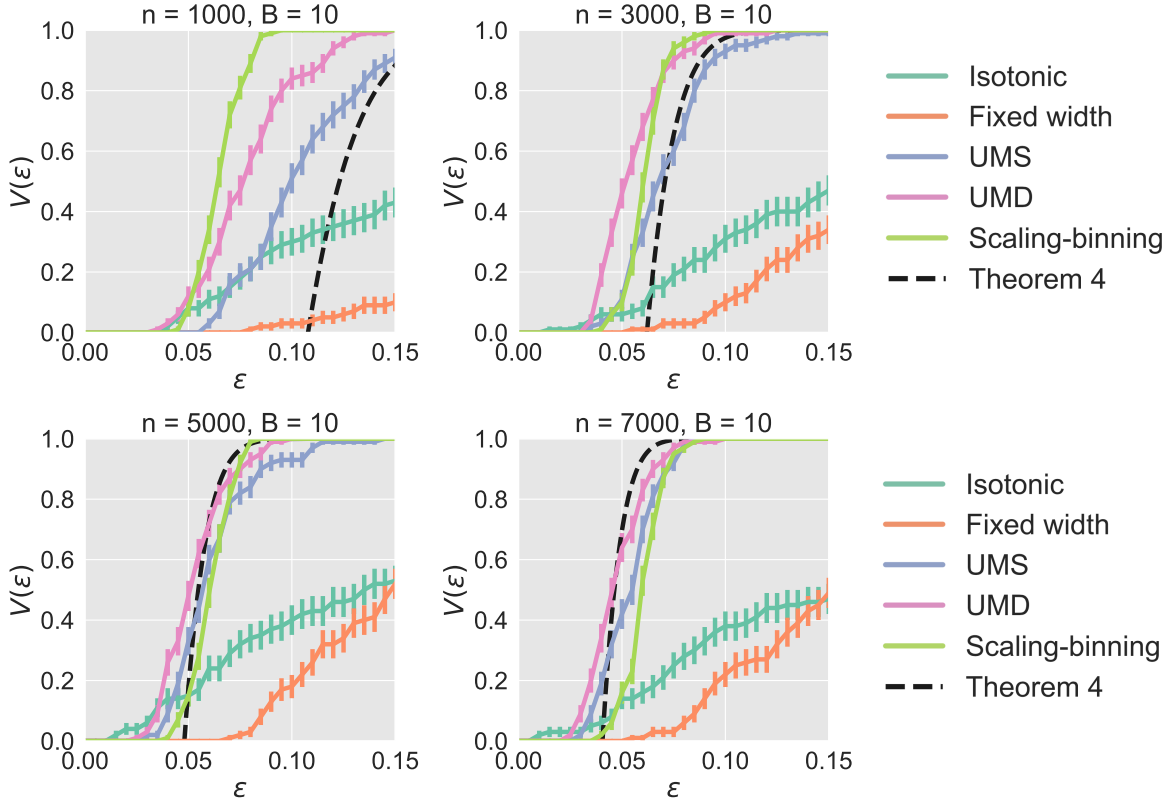 n = 1000, B = 10
1.0
0.8
0.6
0.4
0.2
0.0
V(ε)
0.00 0.05 0.10 0.15
ε
n = 3000, B = 10
1.0
0.8
0.6
0.4
0.2
0.0
V(ε)
0.00 0.05 0.10 0.15
ε
Isotonic
Fixed width
UMS
UMD
Scaling-binning
Theorem 4
n = 5000, B = 10
1.0
0.8
0.6
0.4
0.2
0.0
V(ε)
0.00 0.05 0.10 0.15
ε
n = 7000, B = 10
1.0
0.8
0.6
0.4
0.2
0.0
V(ε)
0.00 0.05 0.10 0.15
ε
Isotonic
Fixed width
UMS
UMD
Scaling-binning
Theorem 4